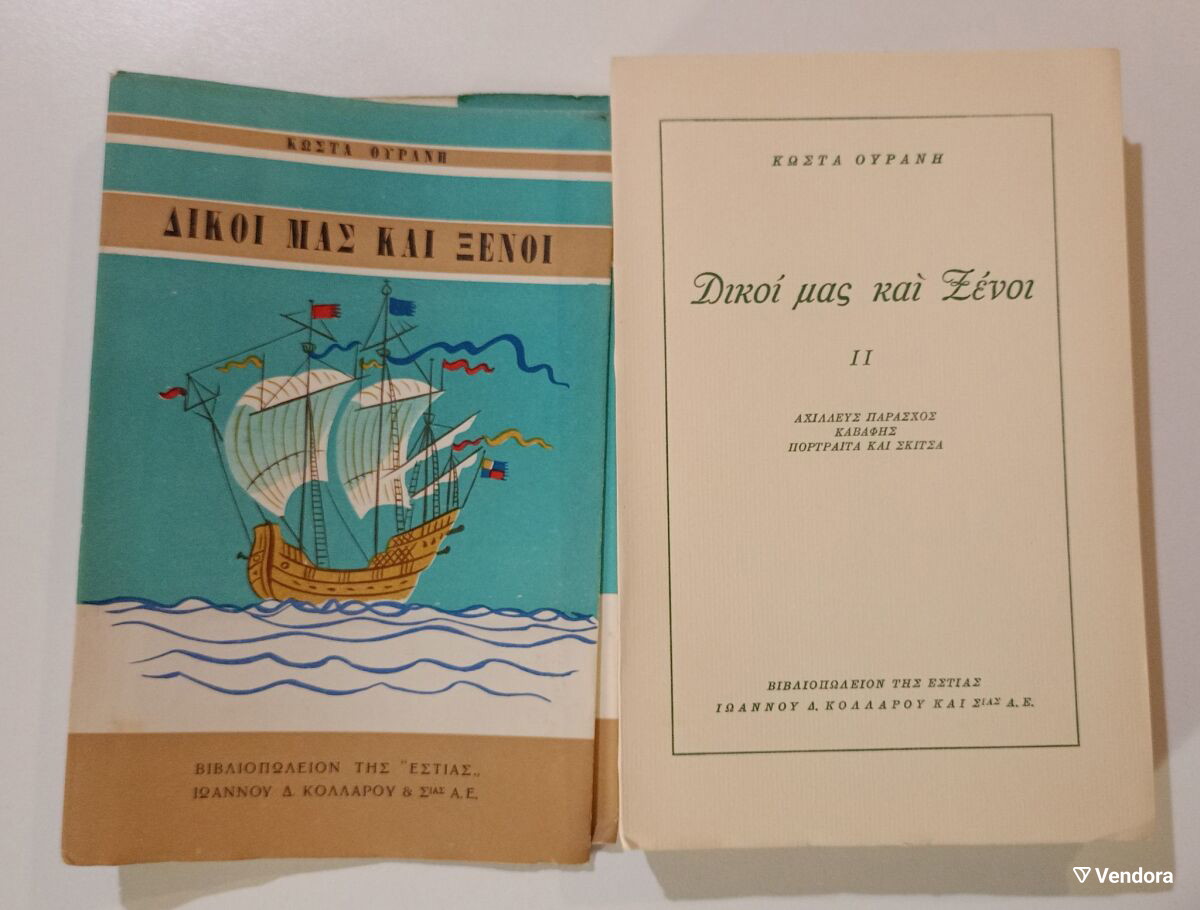 ΚΩΣΤΑ ΟΥΡΑΝΗ
ΔΙΚΟΙ ΜΑΣ ΚΑΙ ΞΕΝΟΙ
ΒΙΒΛΙΟΠΩΛΕΙΟΝ ΤΗΣ "ΕΣΤΙΑΣ„
ΙΩΑΝΝΟΥ Δ. ΚΟΛΛΑΡΟΥ & ΣΙΑΣ Α.Ε.
ΚΩΣΤΑ ΟΥΡΑΝΗ
Δικοί μας καὶ Ξένοι
II
ΑΧΙΛΛΕΥΣ ΠΑΡΑΣΧΟΣ
ΚΑΒΑΦΗΣ
ΠΟΡΤΡΑΙΤΑ ΚΑΙ ΣΚΙΤΣΑ
ΒΙΒΛΙΟΠΩΛΕΙΟΝ ΤΗΣ ΕΣΤΙΑΣ
ΙΩΑΝΝΟΥ Δ. ΚΟΛΛΑΡΟΥ ΚΑΙ ΣΙΑΣ Α.Ε.
Vendora